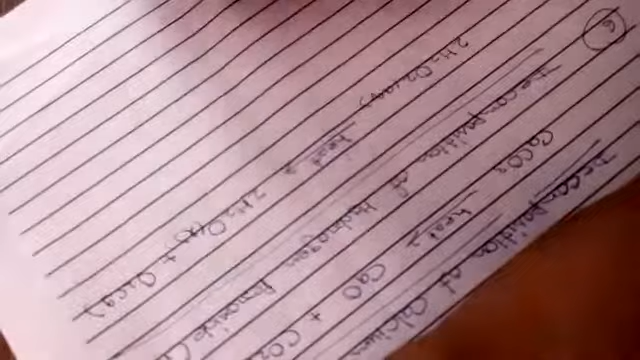 6
Decomposition of Calcium
CaCO3 heat→ CaO + CO2
Decomposition of Hydrogen Peroxide (
2H2O2(aq) heat→ 2H2O(l) + O2(g)